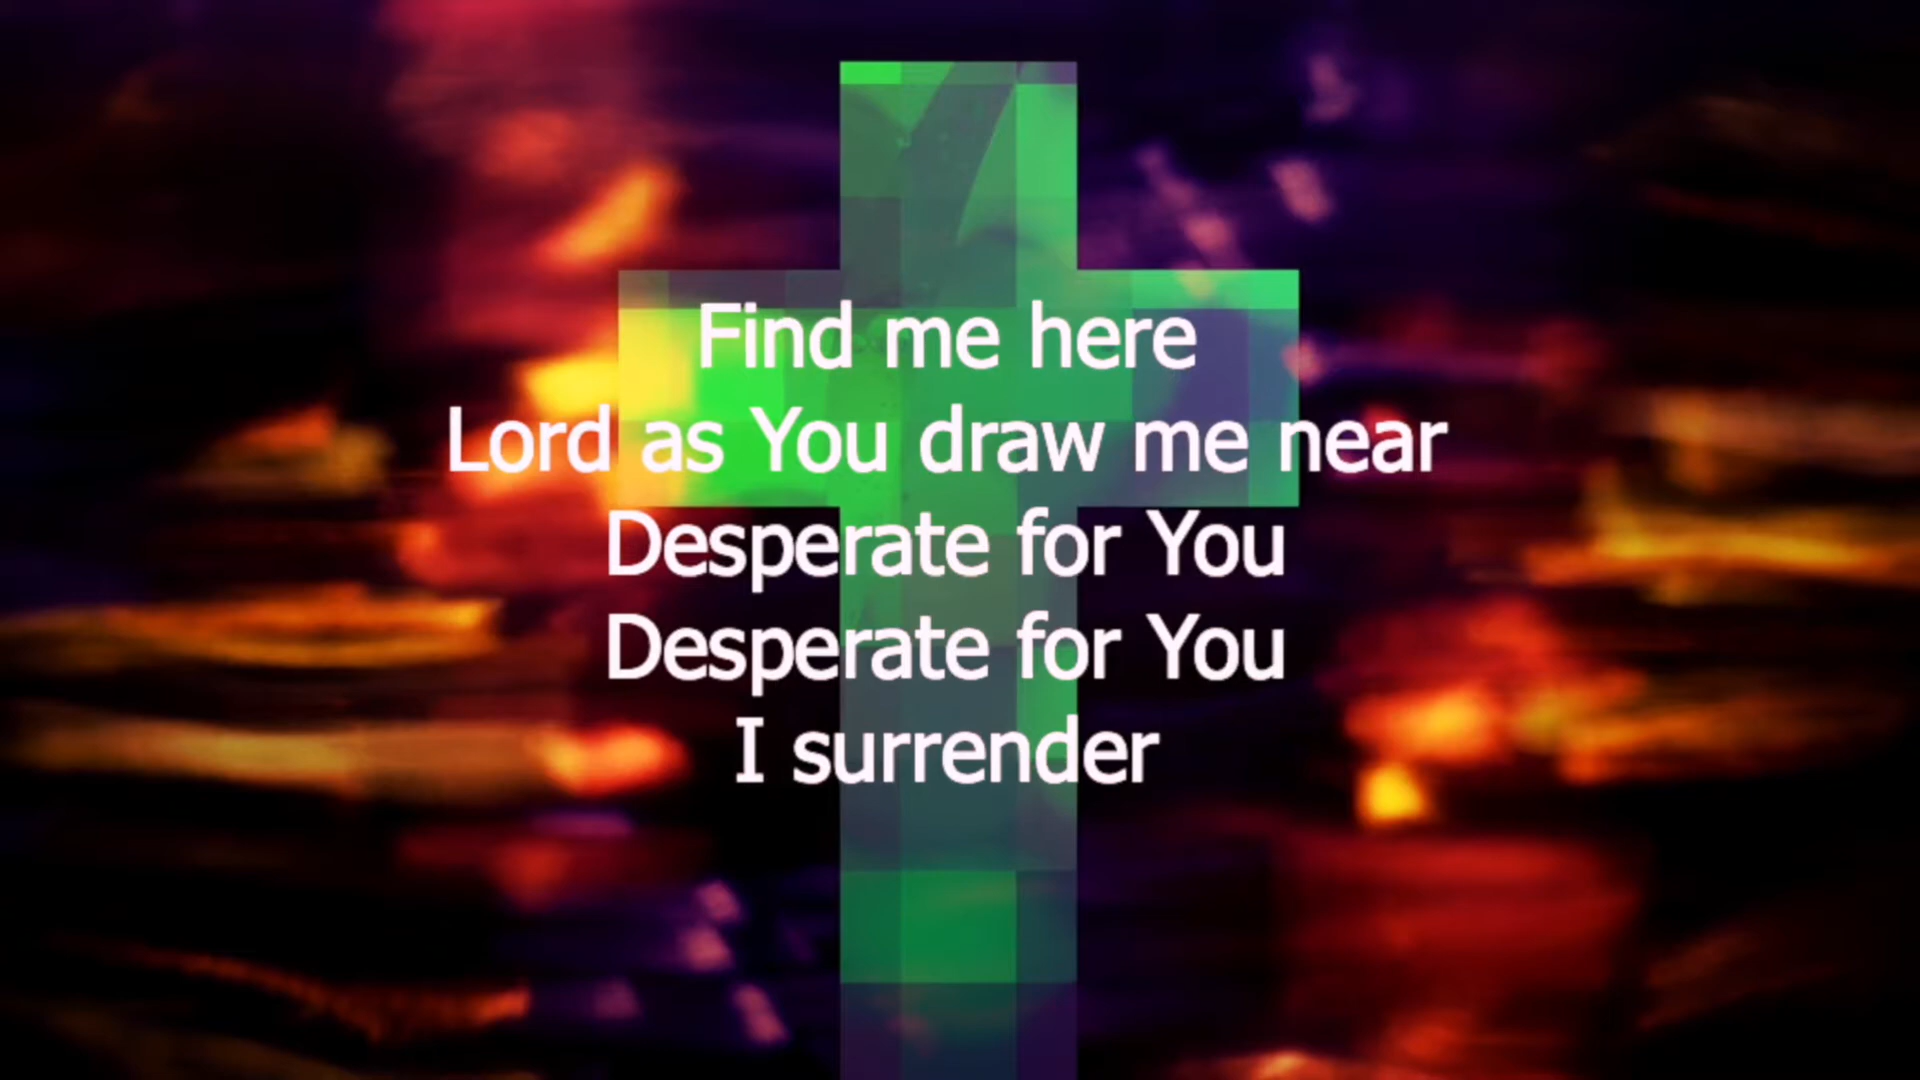 Find me here
Lord as You draw me near
Desperate for You
Desperate for You
I surrender